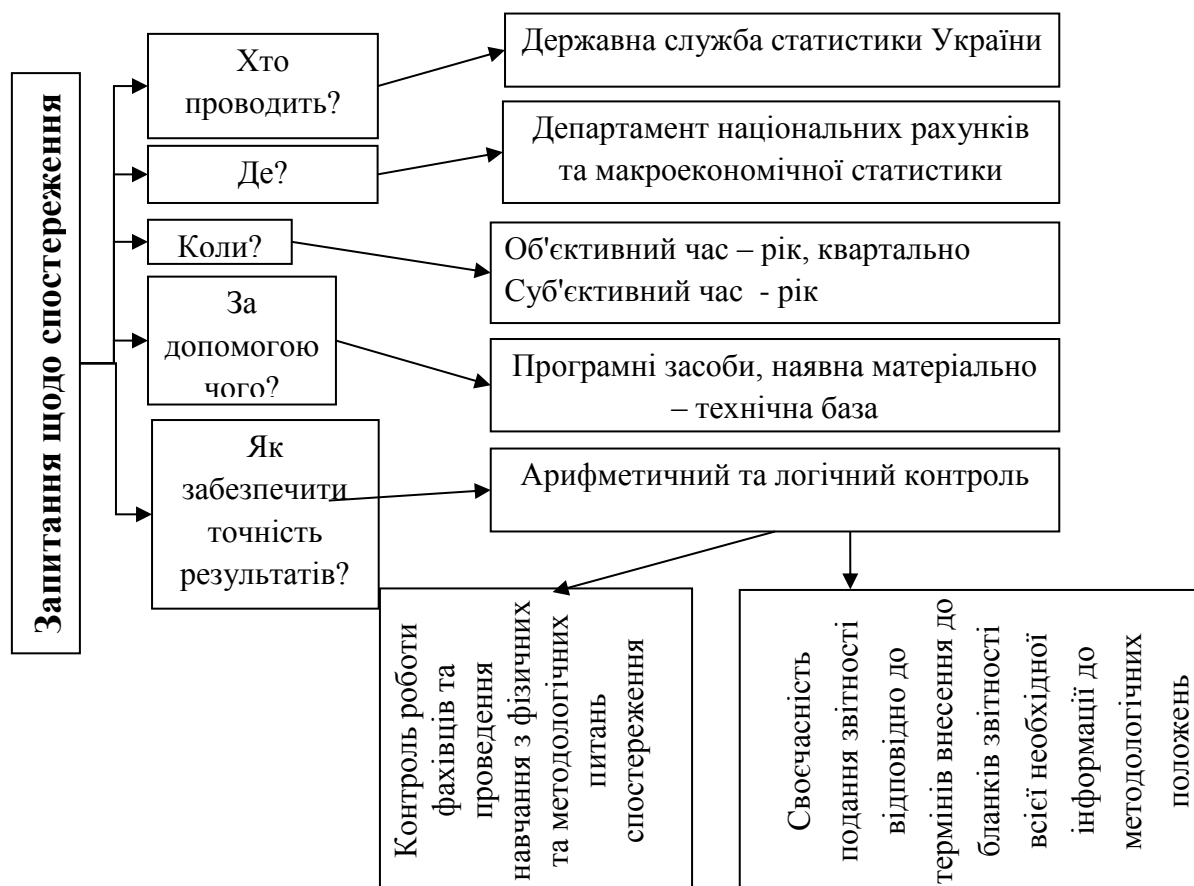 Запитання щодо спостереження
Хто
проводить?
Державна служба статистики України
Де?
Департамент національних рахунків
та макроекономічної статистики
Коли?
Об'єктивний час – рік, квартально
Суб'єктивний час - рік
За
допомогою
чого?
Програмні засоби, наявна матеріально
– технічна база
Як
забезпечити
точність
результатів?
Арифметичний та логічний контроль
Контроль роботи
фахівців та
проведення
навчання з фізичних
та методологічних
питань
спостереження
Своєчасність
подання звітності
відповідно до
термінів внесення до
бланків звітності
всієї необхідної
інформації до
методологічних
положень